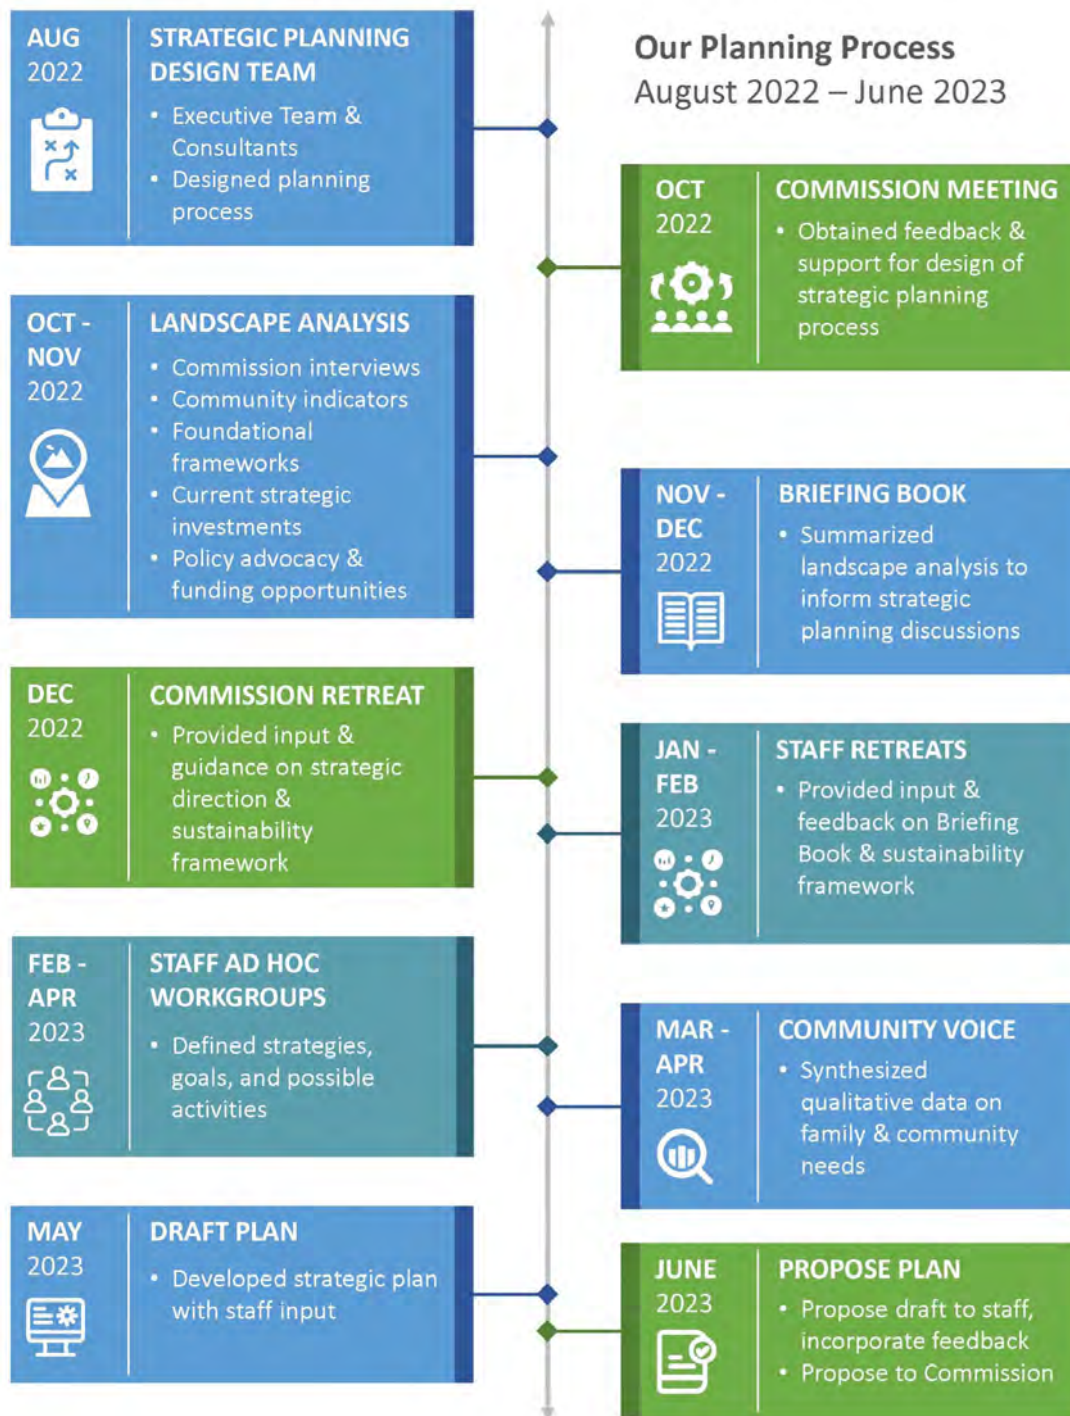 Our Planning Process
August 2022 – June 2023
AUG
2022
STRATEGIC PLANNING
DESIGN TEAM
• Executive Team &
Consultants
• Designed planning
process
OCT
2022
COMMISSION MEETING
• Obtained feedback &
support for design of
strategic planning
process
OCT -
NOV
2022
LANDSCAPE ANALYSIS
• Commission interviews
• Community indicators
• Foundational
frameworks
• Current strategic
investments
• Policy advocacy &
funding opportunities
NOV -
DEC
2022
BRIEFING BOOK
• Summarized
landscape analysis to
inform strategic
planning discussions
DEC
2022
COMMISSION RETREAT
• Provided input &
guidance on strategic
direction &
sustainability
framework
JAN -
FEB
2023
STAFF RETREATS
• Provided input &
feedback on Briefing
Book & sustainability
framework
FEB -
APR
2023
STAFF AD HOC
WORKGROUPS
• Defined strategies,
goals, and possible
activities
MAR -
APR
2023
COMMUNITY VOICE
• Synthesized
qualitative data on
family & community
needs
MAY
2023
DRAFT PLAN
• Developed strategic plan
with staff input
JUNE
2023
PROPOSE PLAN
• Propose draft to staff,
incorporate feedback
• Propose to Commission